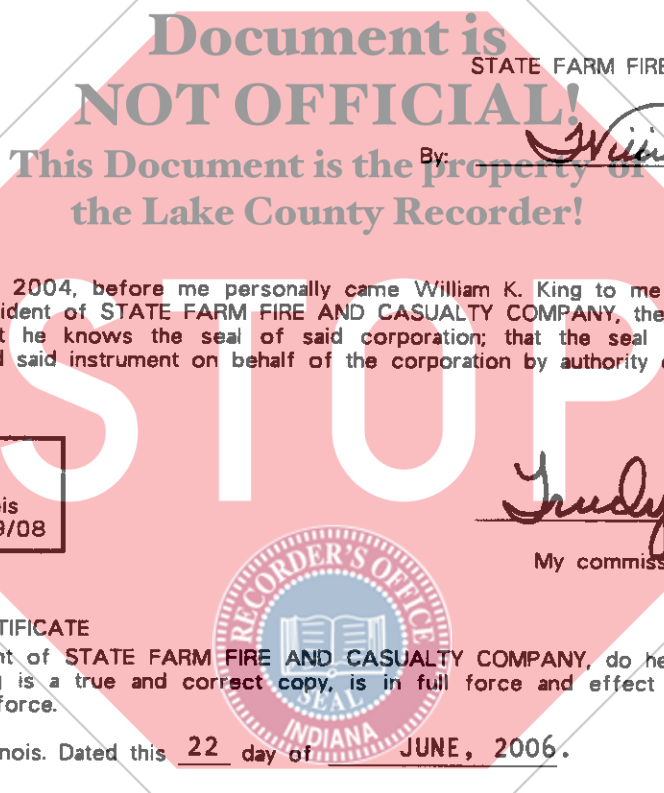 Document is
STATE FARM FIRE
NOT OFFICIAL!
By:
This Document is the property of
the Lake County Recorder!
2004, before me personally came William K. King to me
ident of STATE FARM FIRE AND CASUALTY COMPANY, the
t he knows the seal of said corporation; that the seal
d said instrument on behalf of the corporation by authority
STOP
is
9/08
Trudy
My commiss
RECORDER'S OFFICE
SEAL
INDIANA
TIFICATE
nt of STATE FARM FIRE AND CASUALTY COMPANY, do he
is a true and correct copy, is in full force and effect
force.
nois. Dated this 22 day of JUNE, 2006.